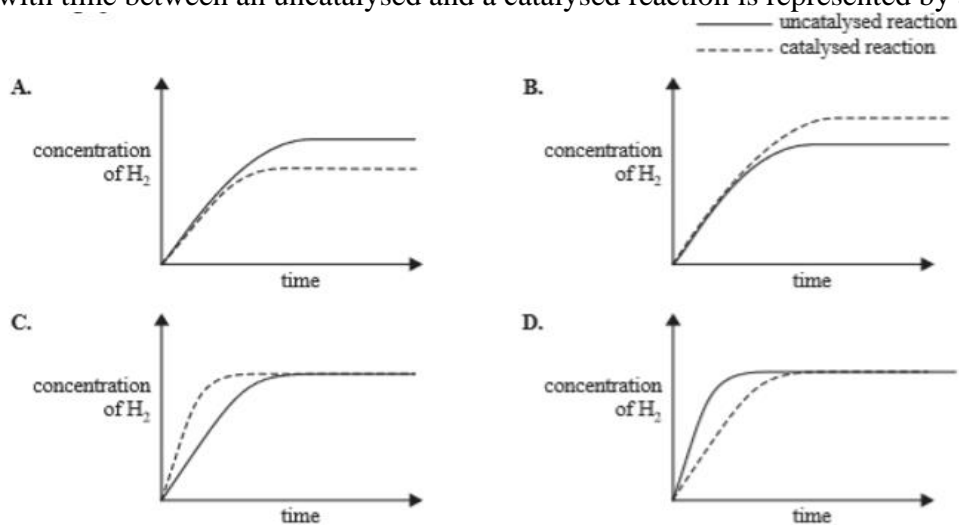 with time between an uncatalysed and a catalysed reaction is represented by
uncatalysed reaction
catalysed reaction
A.
concentration
of H₂
time
B.
concentration
of H₂
time
C.
concentration
of H₂
time
D.
concentration
of H₂
time